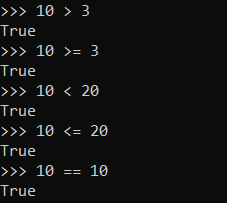 >>> 10 > 3
True
>>> 10 >= 3
True
>>> 10 < 20
True
>>> 10 <= 20
True
>>> 10 == 10
True